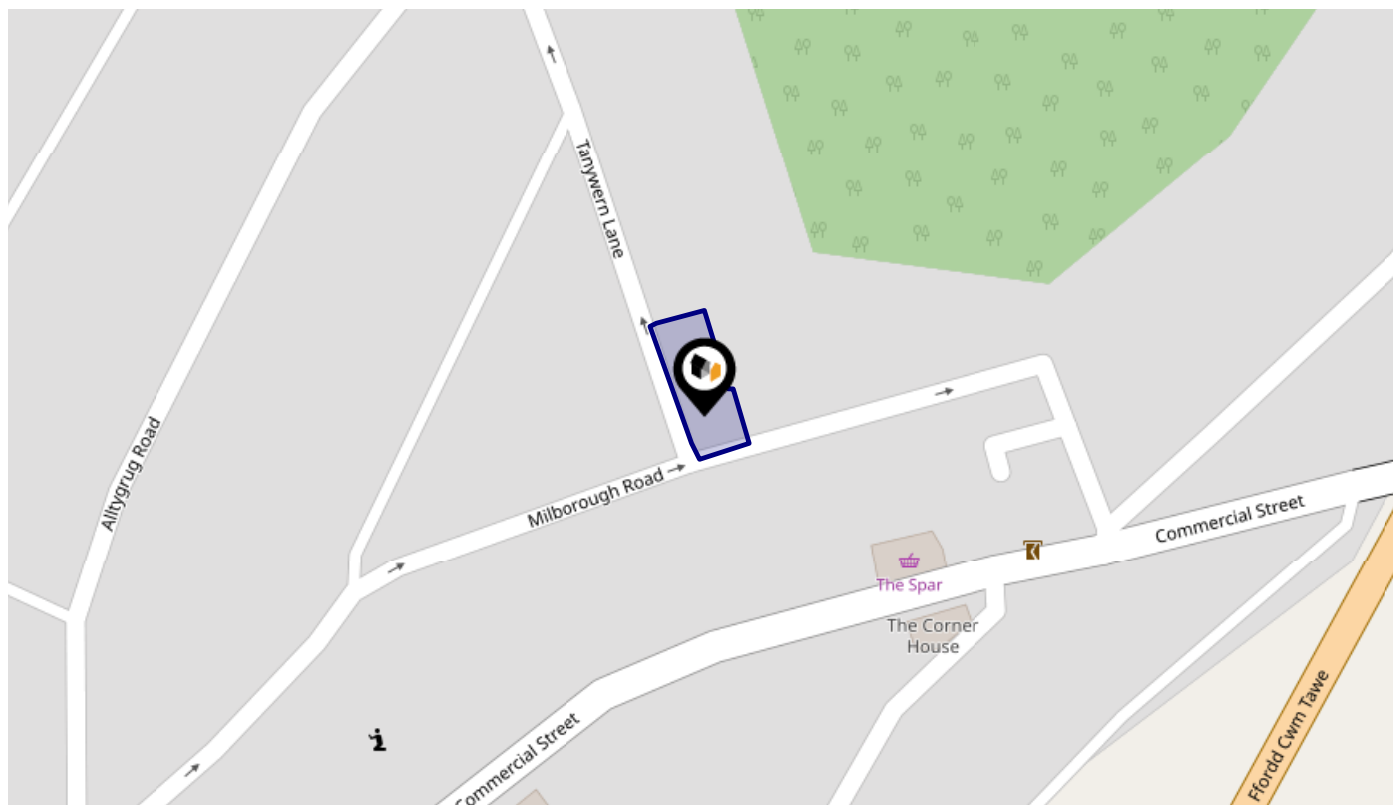 Tanywern Lane
Alltygrug Road
Milborough Road
Commercial Street
The Spar
The Corner
House
Commercial Street
Ffordd Cwm Tawe